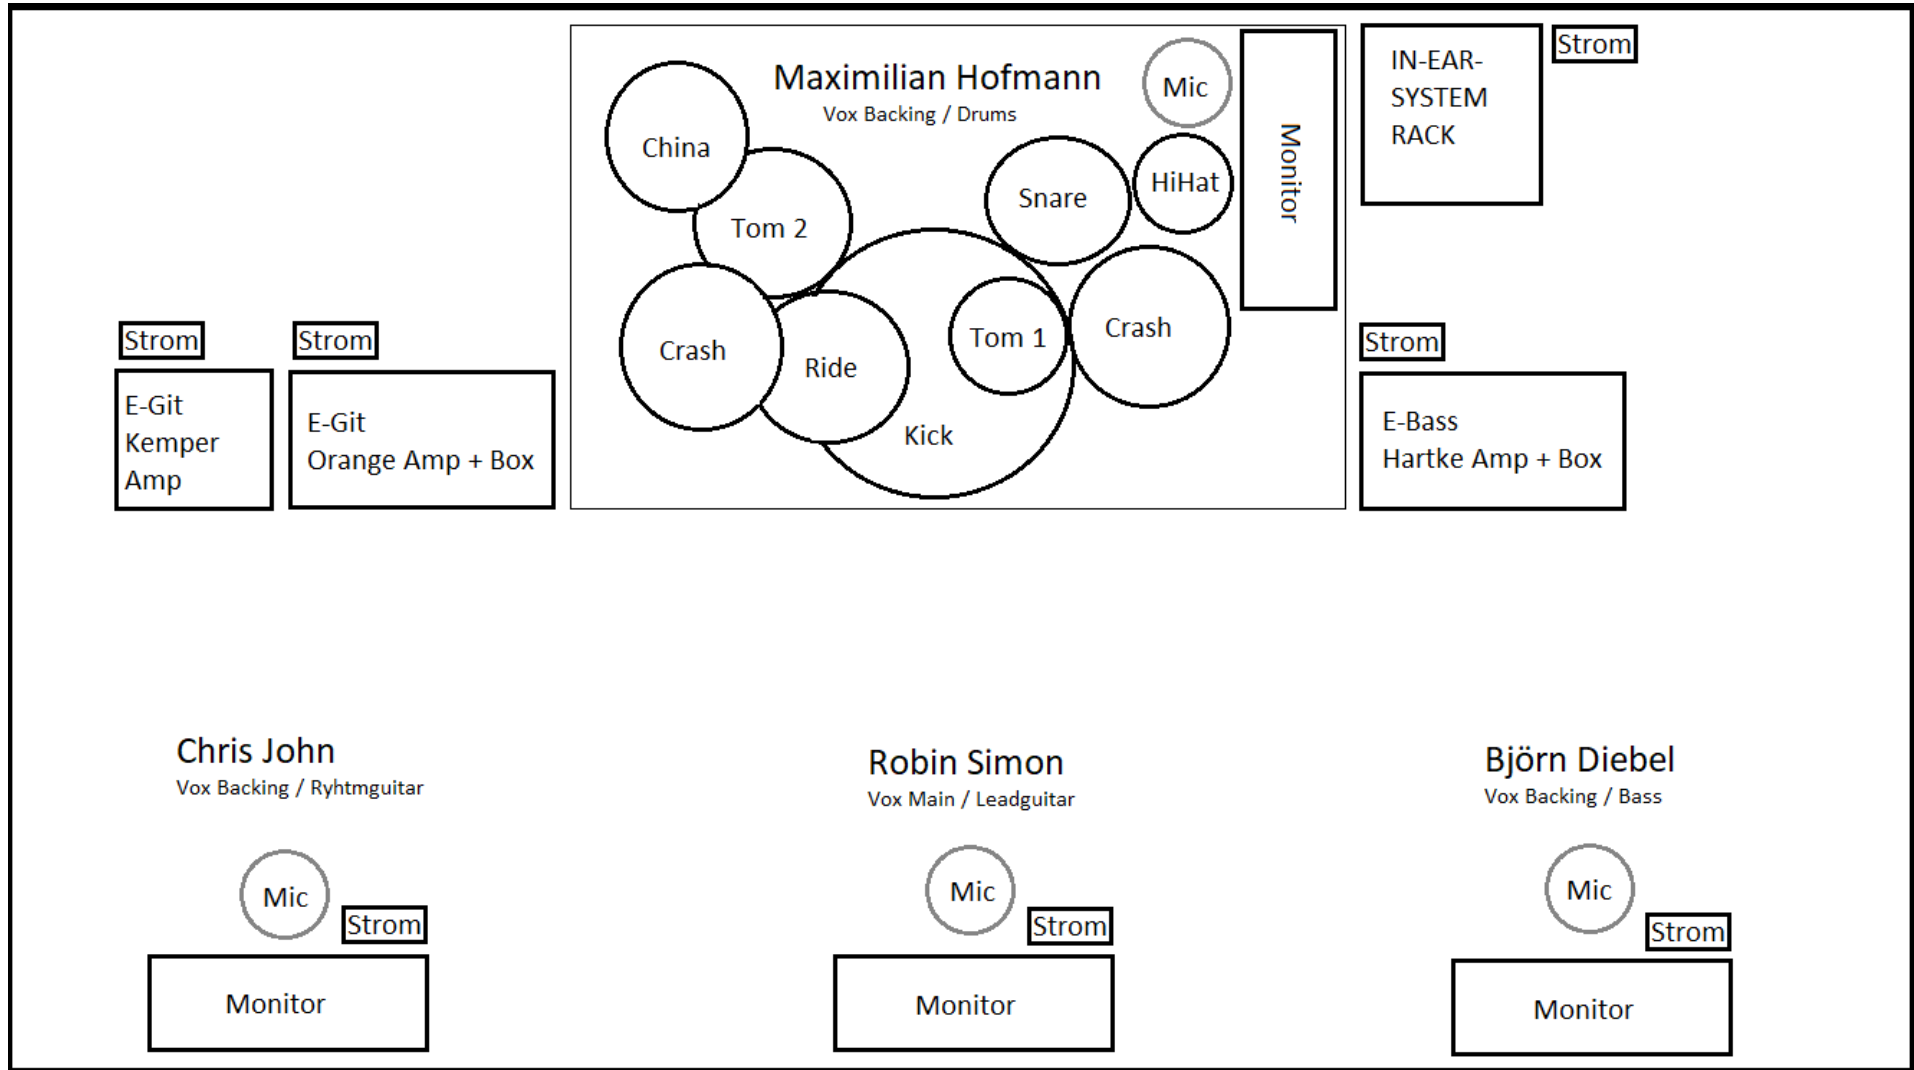 Maximilian Hofmann
Vox Backing / Drums
Mic
Monitor
IN-EAR-
SYSTEM
RACK
Strom
China
Tom 2
Snare
HiHat
Crash
Ride
Kick
Tom 1
Crash
Strom
E-Git
Kemper
Amp
Strom
E-Git
Orange Amp + Box
Strom
E-Bass
Hartke Amp + Box
Chris John
Vox Backing / Ryhtmguitar
Mic
Strom
Monitor
Robin Simon
Vox Main / Leadguitar
Mic
Strom
Monitor
Björn Diebel
Vox Backing / Bass
Mic
Strom
Monitor